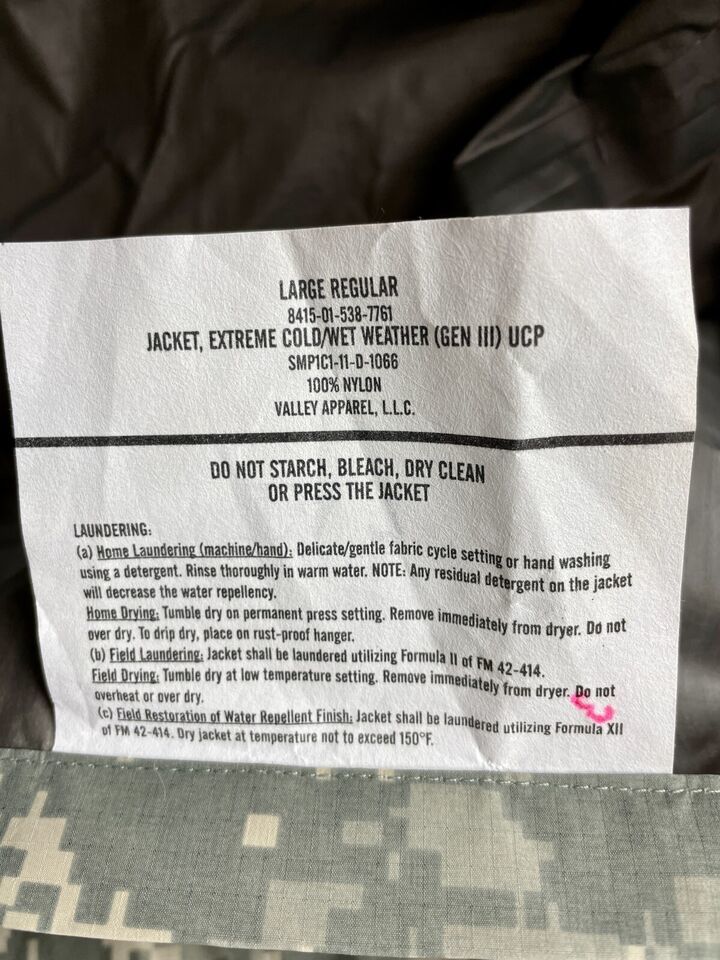 LARGE REGULAR
8415-01-538-7761
JACKET, EXTREME COLD/WET WEATHER (GEN III) UCP
SMP1C1-11-D-1066
100% NYLON
VALLEY APPAREL, L.L.C.
DO NOT STARCH, BLEACH, DRY CLEAN
OR PRESS THE JACKET
LAUNDERING:
(a) Home Laundering (machine/hand): Delicate/gentle fabric cycle setting or hand washing
using a detergent. Rinse thoroughly in warm water. NOTE: Any residual detergent on the jacket
will decrease the water repellency.
Home Drying: Tumble dry on permanent press setting. Remove immediately from dryer. Do not
over dry. To drip dry, place on rust-proof hanger.
(b) Field Laundering: Jacket shall be laundered utilizing Formula II of FM 42-414.
Field Drying: Tumble dry at low temperature setting. Remove immediately from dryer. Do not
overheat or over dry.
(c) Field Restoration of Water Repellent Finish: Jacket shall be laundered utilizing Formula XII
of FM 42-414. Dry jacket at temperature not to exceed 150°F.